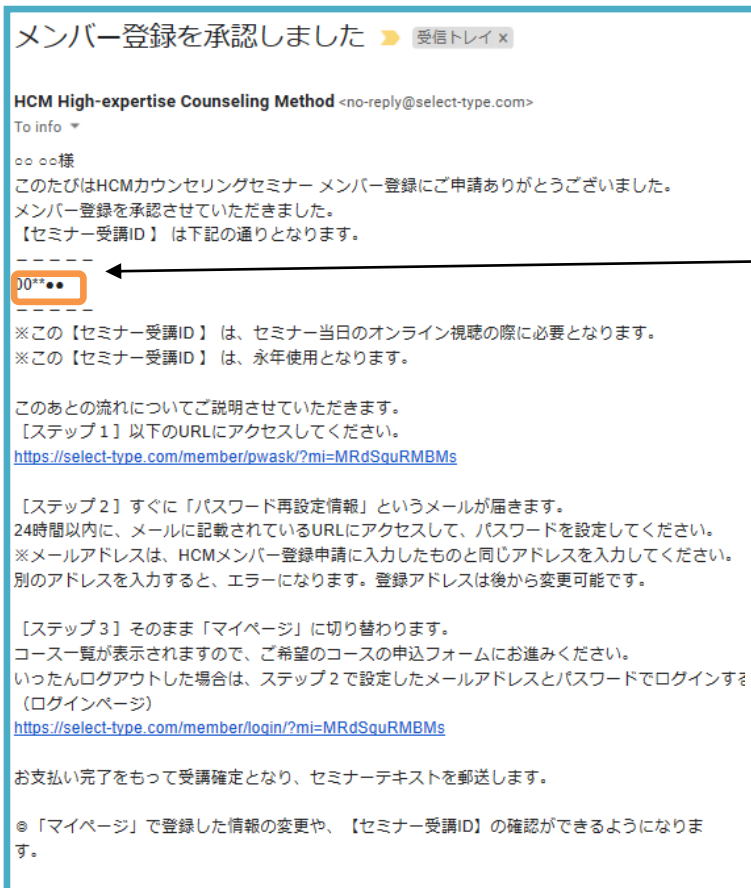 メンバー登録を承認しました
受信トレイ ×
HCM High-expertise Counseling Method <no-reply@select-type.com>
To info
○○ ○○様
このたびはHCMカウンセリングセミナー メンバー登録にご申請ありがとうございました。
メンバー登録を承認させていただきました。
【セミナー受講ID 】 は下記の通りとなります。
－－－－－
00**●●
－－－－－
※この【セミナー受講ID 】 は、セミナー当日のオンライン視聴の際に必要となります。
※この【セミナー受講ID 】 は、永年使用となります。
このあとの流れについてご説明させていただきます。
［ステップ１］以下のURLにアクセスしてください。
https://select-type.com/member/pwask/?mi=MRdSquRMBMs
［ステップ２］すぐに「パスワード再設定情報」というメールが届きます。
24時間以内に、メールに記載されているURLにアクセスして、パスワードを設定してください。
※メールアドレスは、HCMメンバー登録申請に入力したものと同じアドレスを入力してください。
別のアドレスを入力すると、エラーになります。登録アドレスは後から変更可能です。
［ステップ３］そのまま「マイページ」に切り替わります。
コース一覧が表示されますので、ご希望のコースの申込フォームにお進みください。
いったんログアウトした場合は、ステップ２で設定したメールアドレスとパスワードでログインする
（ログインページ）
https://select-type.com/member/login/?mi=MRdSquRMBMs
お支払い完了をもって受講確定となり、セミナーテキストを郵送します。
◎「マイページ」で登録した情報の変更や、【セミナー受講ID】の確認ができるようになりま
す。